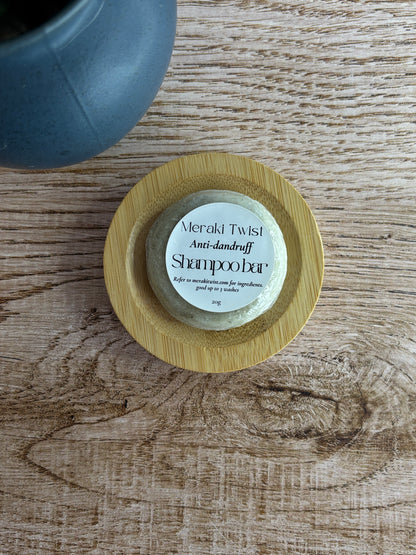 Meraki Twist
Anti-dandruff
Shampoo bar
Refer to merakitwist.com for ingredients.
good up to 3 washes
20g